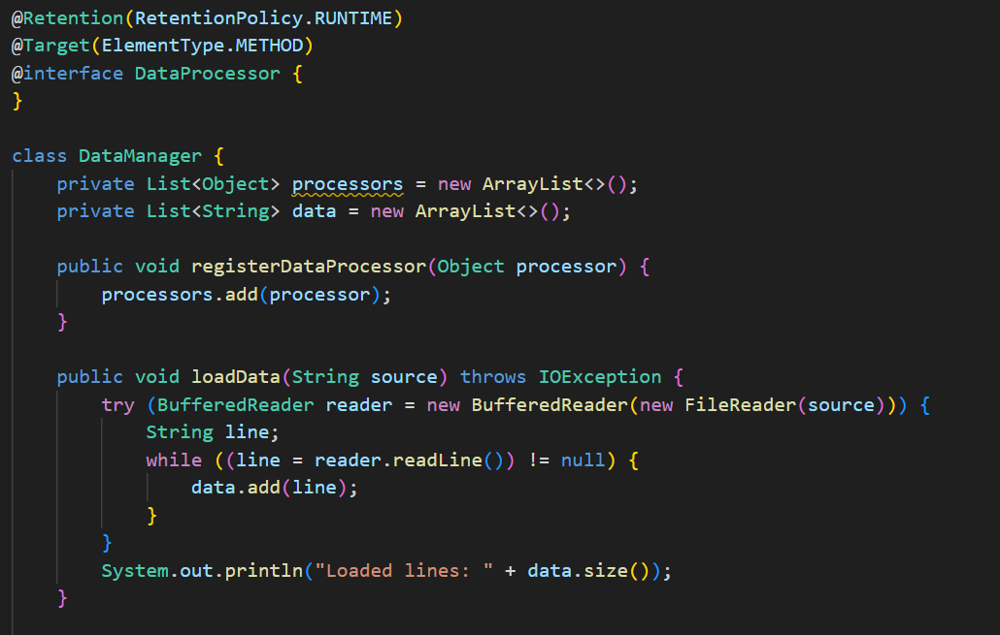 @Retention(RetentionPolicy.RUNTIME)
@Target(ElementType.METHOD)
@interface DataProcessor {
}
class DataManager {
    private List<Object> processors = new ArrayList<>();
    private List<String> data = new ArrayList<>();
    public void registerDataProcessor(Object processor) {
        processors.add(processor);
    }
    public void loadData(String source) throws IOException {
        try (BufferedReader reader = new BufferedReader(new FileReader(source))) {
            String line;
            while ((line = reader.readLine()) != null) {
                data.add(line);
            }
        }
        System.out.println("Loaded lines: " + data.size());
    }